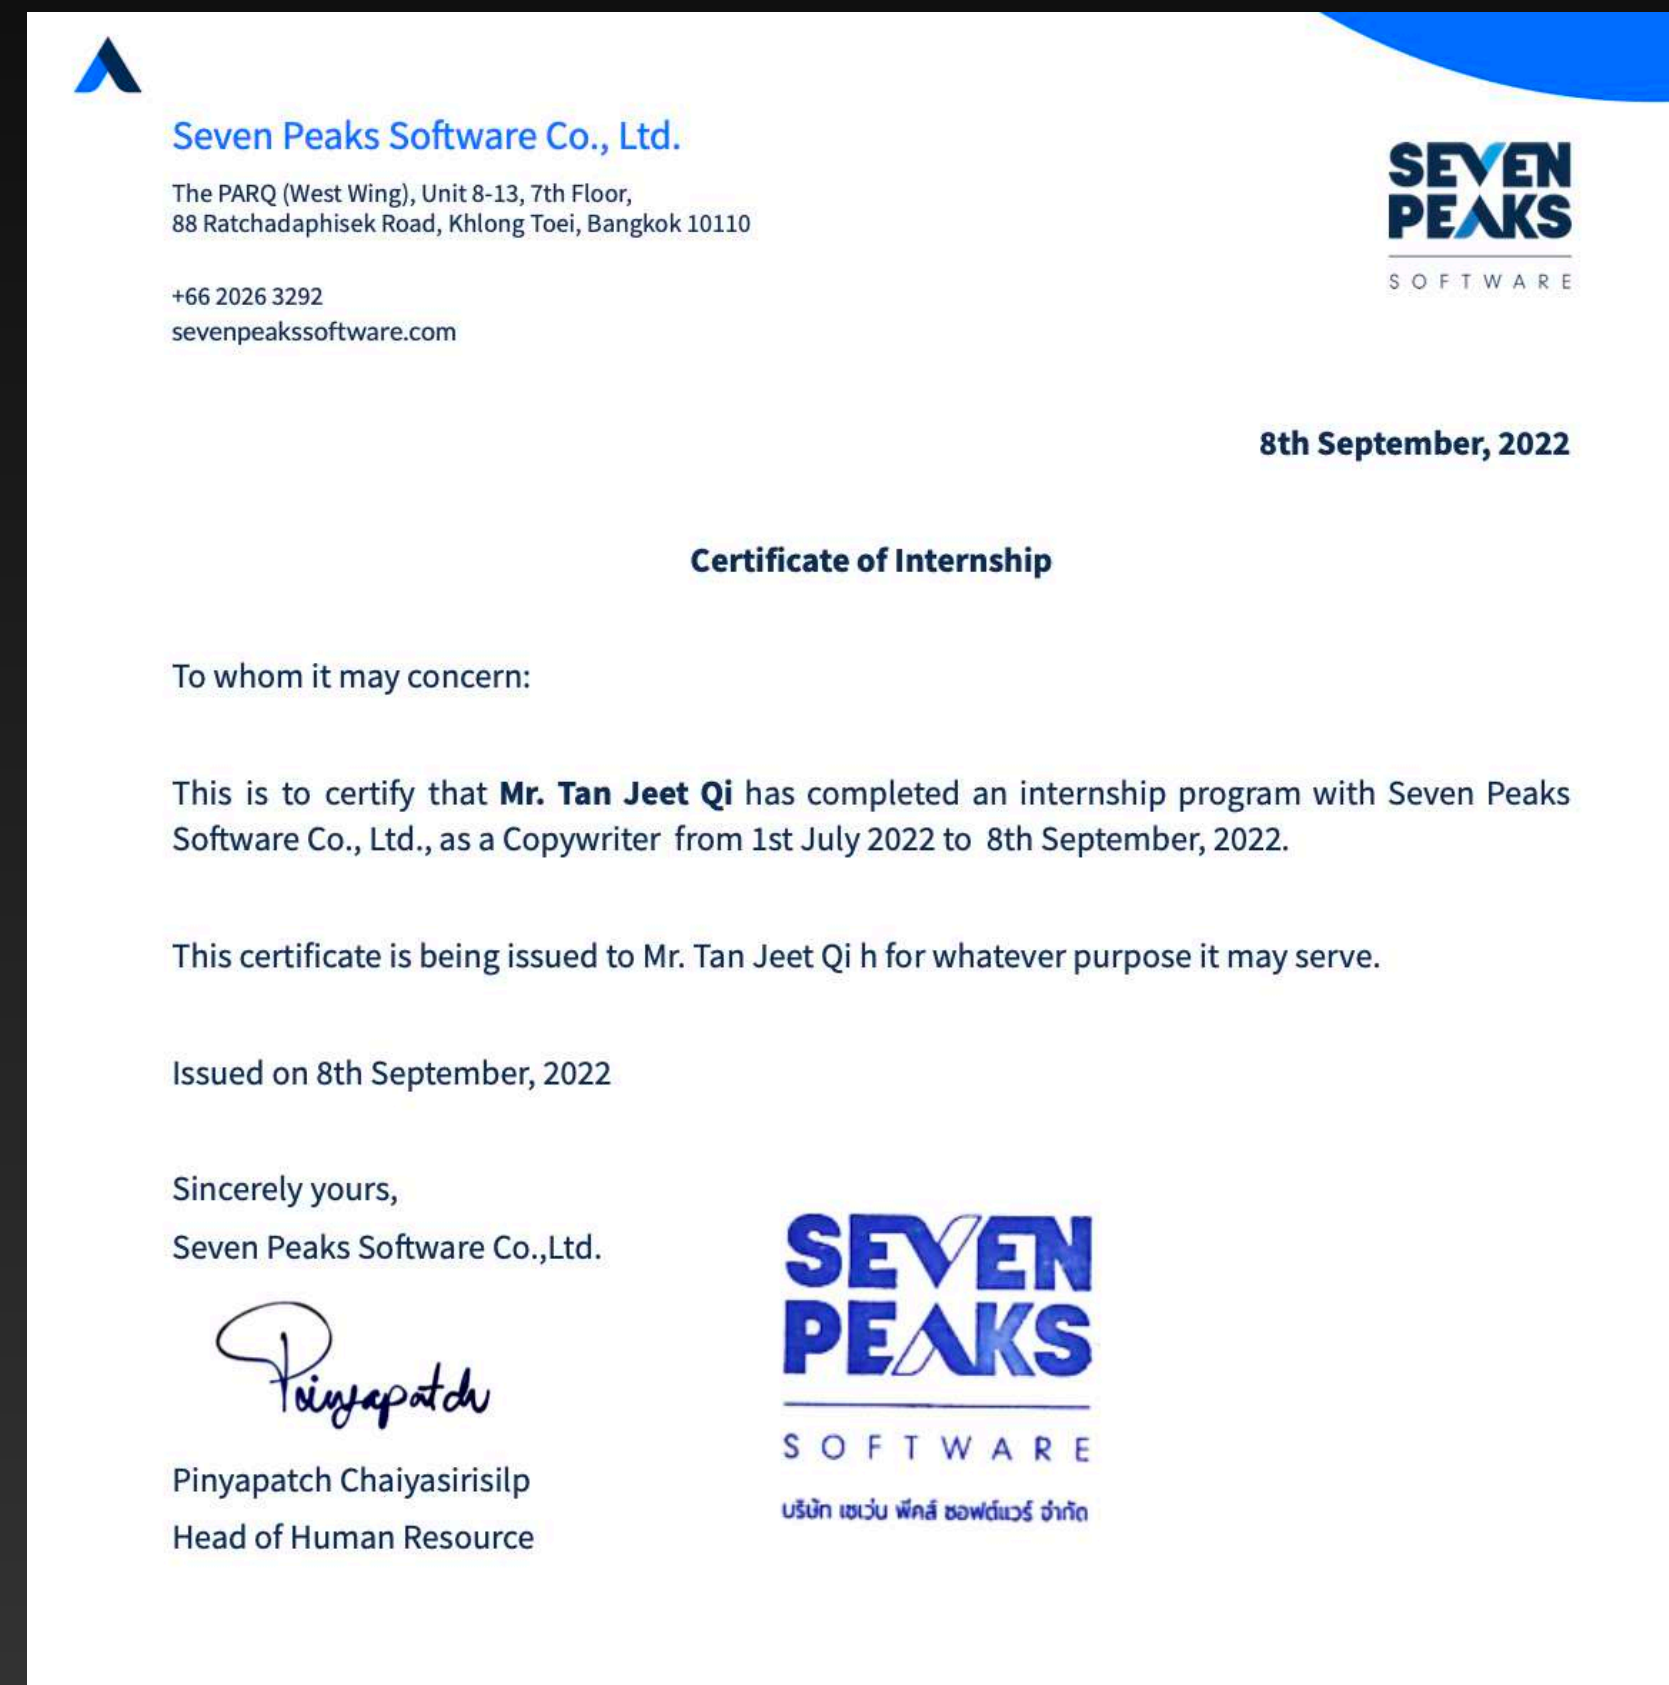 Seven Peaks Software Co., Ltd.
The PARQ (West Wing), Unit 8-13, 7th Floor,
88 Ratchadaphisek Road, Khlong Toei, Bangkok 10110
+66 2026 3292
sevenpeakssoftware.com
SEVEN
PEAKS
SOFTWARE
8th September, 2022
Certificate of Internship
To whom it may concern:
This is to certify that Mr. Tan Jeet Qi has completed an internship program with Seven Peaks
Software Co., Ltd., as a Copywriter from 1st July 2022 to 8th September, 2022.
This certificate is being issued to Mr. Tan Jeet Qi h for whatever purpose it may serve.
Issued on 8th September, 2022
Sincerely yours,
Seven Peaks Software Co.,Ltd.
Pinyapatch
Pinyapatch Chaiyasirisilp
Head of Human Resource
SEVEN
PEAKS
SOFTWARE
บริษัท เซเว่น พีคส์ ซอฟต์แวร์ จำกัด